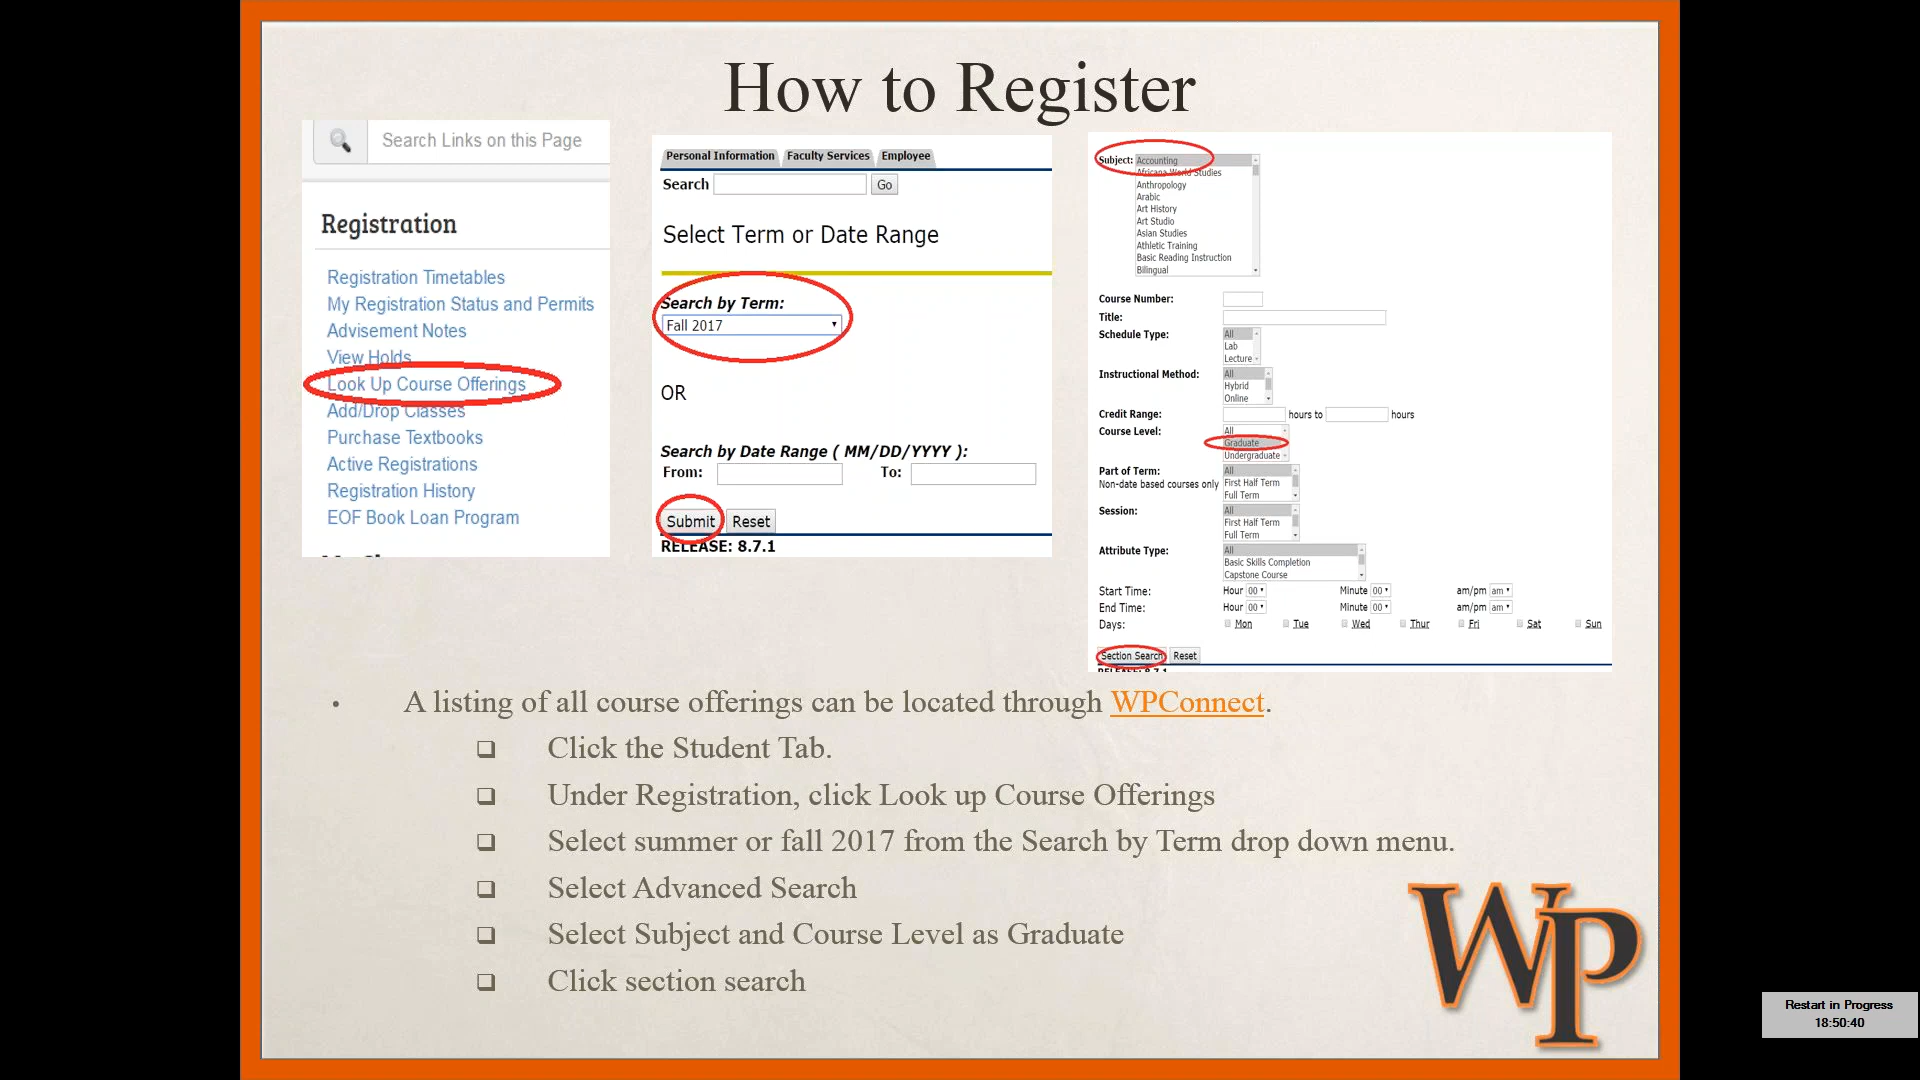 How to Register
Search Links on this Page
Registration
Registration Timetables
My Registration Status and Permits
Advisement Notes
View Holds
Look Up Course Offerings
Add/Drop Classes
Purchase Textbooks
Active Registrations
Registration History
EOF Book Loan Program
Personal Information Faculty Services Employee
Search Go
Select Term or Date Range
Search by Term:
Fall 2017
OR
Search by Date Range ( MM/DD/YYYY ):
From: To:
Submit Reset
RELEASE: 8.7.1
Subject: Accounting
Africana World Studies
Anthropology
Arabic
Art History
Art Studio
Asian Studies
Athletic Training
Basic Reading Instruction
Bilingual
Course Number:
Title:
Schedule Type: All
Lab
Lecture
Instructional Method: All
Hybrid
Online
Credit Range: hours to hours
Course Level: All
Graduate
Undergraduate
Part of Term: All
Non-date based courses only First Half Term
Full Term
Session: All
First Half Term
Full Term
Attribute Type: All
Basic Skills Completion
Capstone Course
Start Time: Hour 00 Minute 00 am/pm am
End Time: Hour 00 Minute 00 am/pm am
Days: Mon Tue Wed Thur Fri Sat Sun
Section Search Reset
RELEASE: 8.7.1
• A listing of all course offerings can be located through WPConnect.
❑ Click the Student Tab.
❑ Under Registration, click Look up Course Offerings
❑ Select summer or fall 2017 from the Search by Term drop down menu.
❑ Select Advanced Search
❑ Select Subject and Course Level as Graduate
❑ Click section search
WP
Restart in Progress
18:50:40